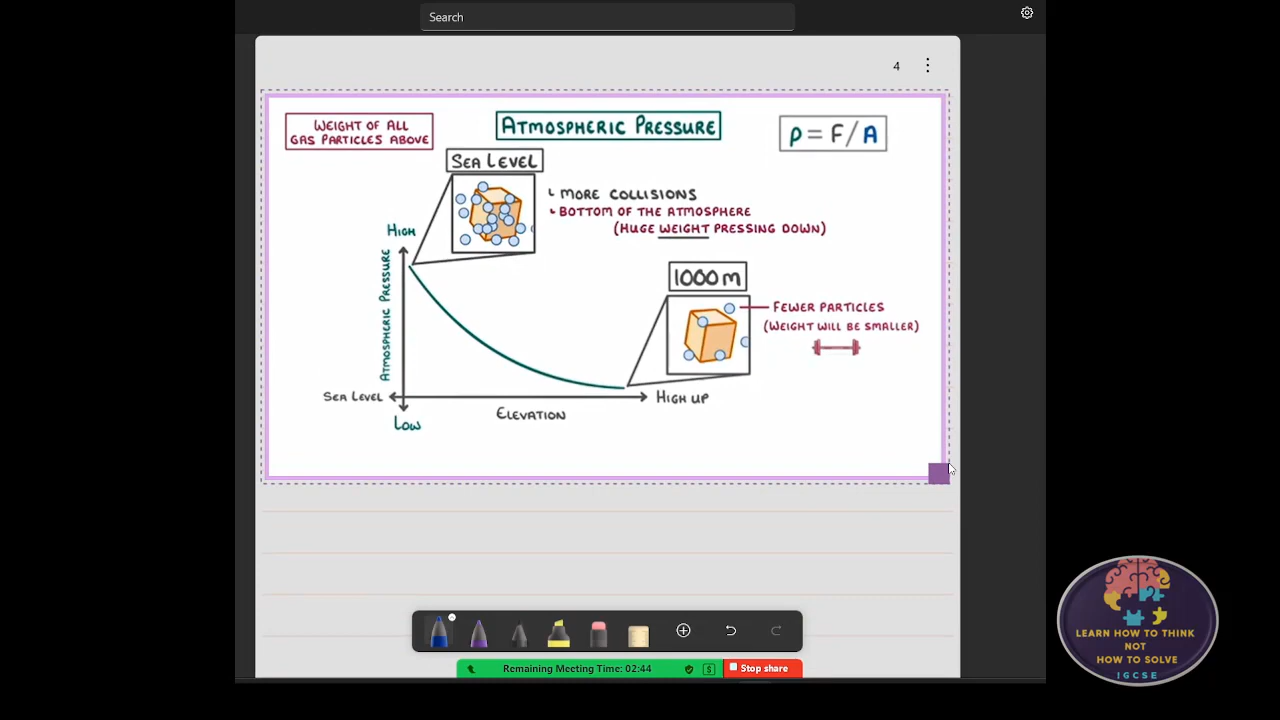 Search
4
WEIGHT OF ALL
GAS PARTICLES ABOVE
ATMOSPHERIC PRESSURE
P = F/A
SEA LEVEL
MORE COLLISIONS
BOTTOM OF THE ATMOSPHERE
(HUGE WEIGHT PRESSING DOWN)
HIGH
ATMOSPHERIC PRESSURE
1000 m
FEWER PARTICLES
(WEIGHT WILL BE SMALLER)
SEA LEVEL
HIGH UP
ELEVATION
LOW
Remaining Meeting Time: 02:44
$
Stop share
LEARN HOW TO THINK
NOT
HOW TO SOLVE
IGCSE